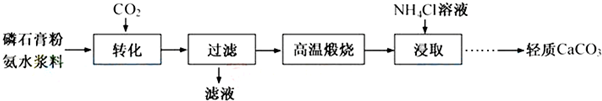 CO₂
NH₄Cl溶液
磷石膏粉
氨水浆料
转化
过滤
高温煅烧
浸取
……
轻质CaCO₃
滤液